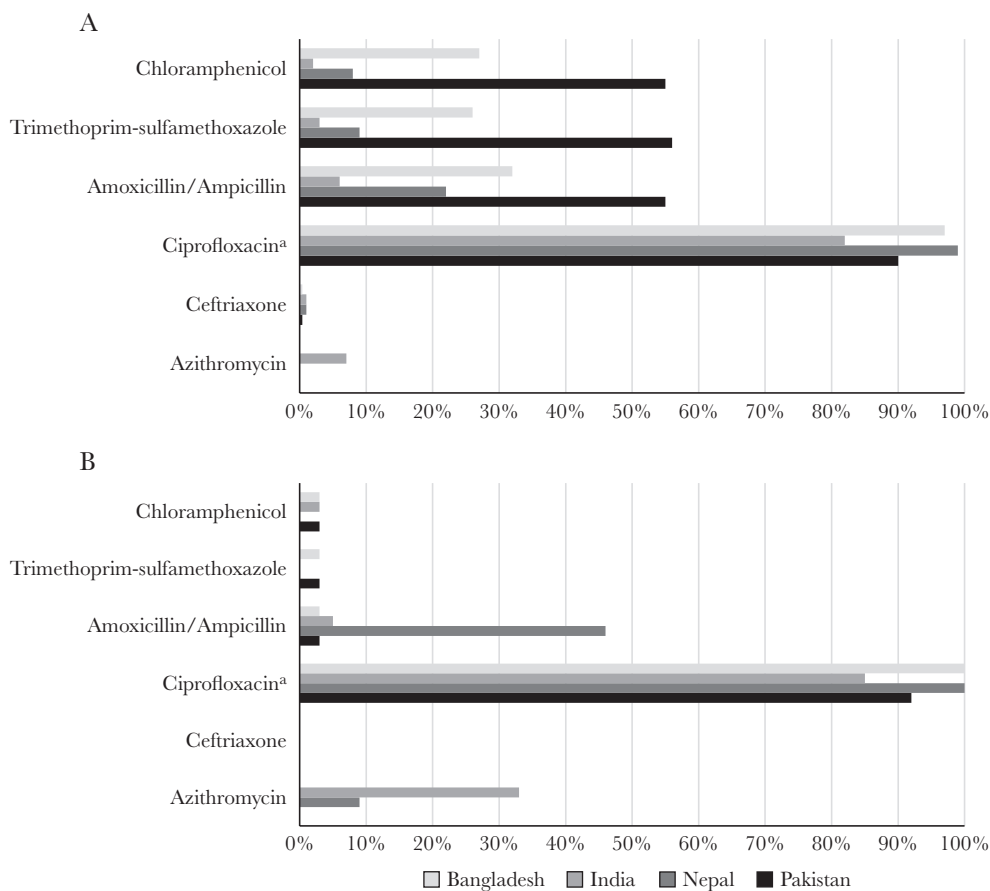 A
Chloramphenicol
Trimethoprim-sulfamethoxazole
Amoxicillin/Ampicillin
Ciprofloxacinᵃ
Ceftriaxone
Azithromycin
0% 10% 20% 30% 40% 50% 60% 70% 80% 90% 100%
B
Chloramphenicol
Trimethoprim-sulfamethoxazole
Amoxicillin/Ampicillin
Ciprofloxacinᵃ
Ceftriaxone
Azithromycin
0% 10% 20% 30% 40% 50% 60% 70% 80% 90% 100%
Bangladesh India Nepal Pakistan